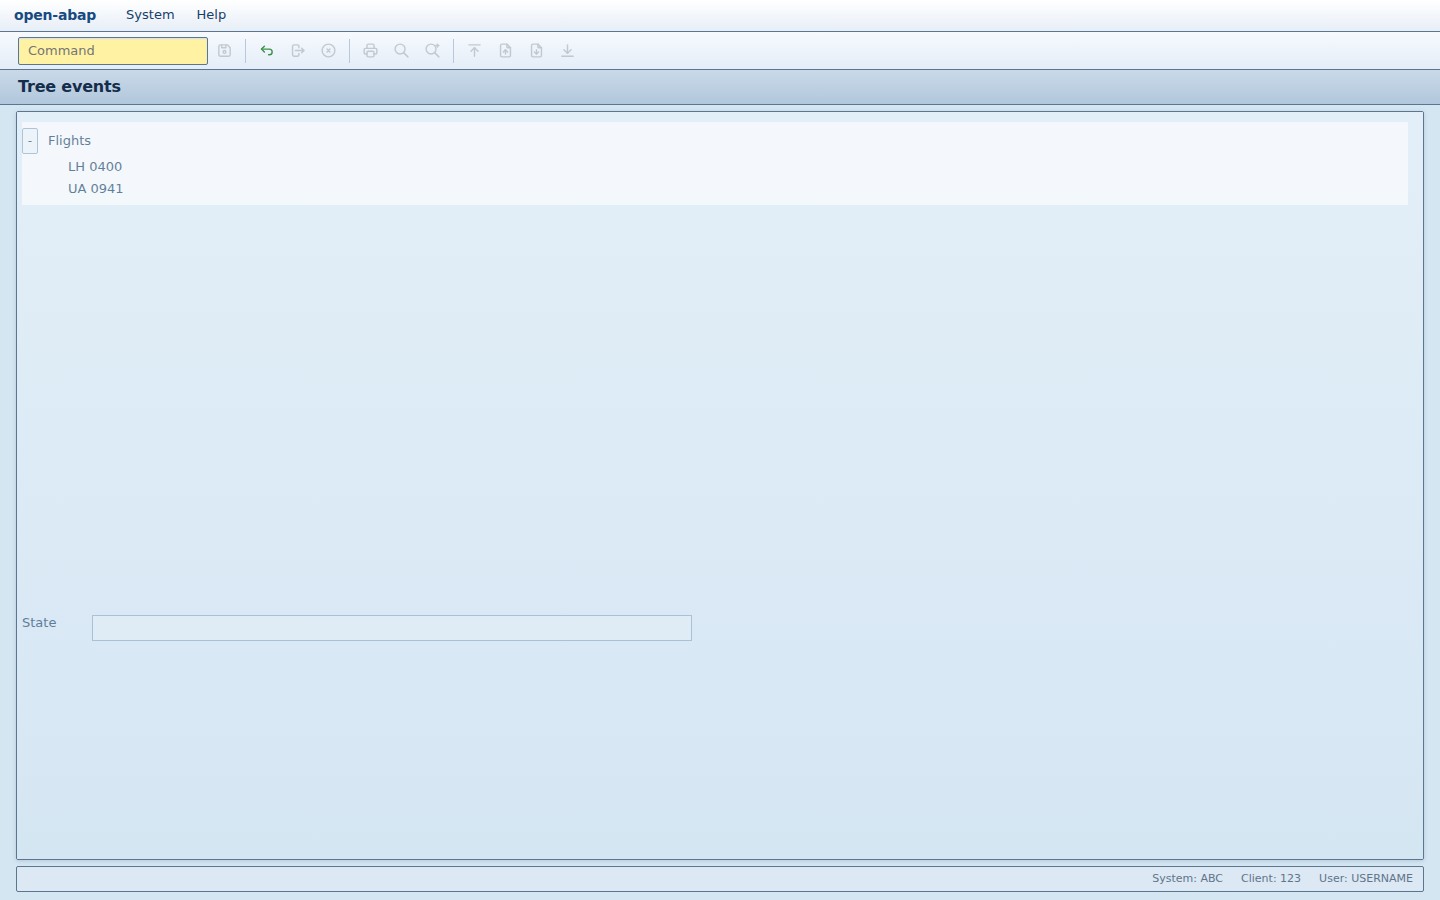 open-abap System Help
Command
Tree events
- Flights
LH 0400
UA 0941
State
System: ABC Client: 123 User: USERNAME